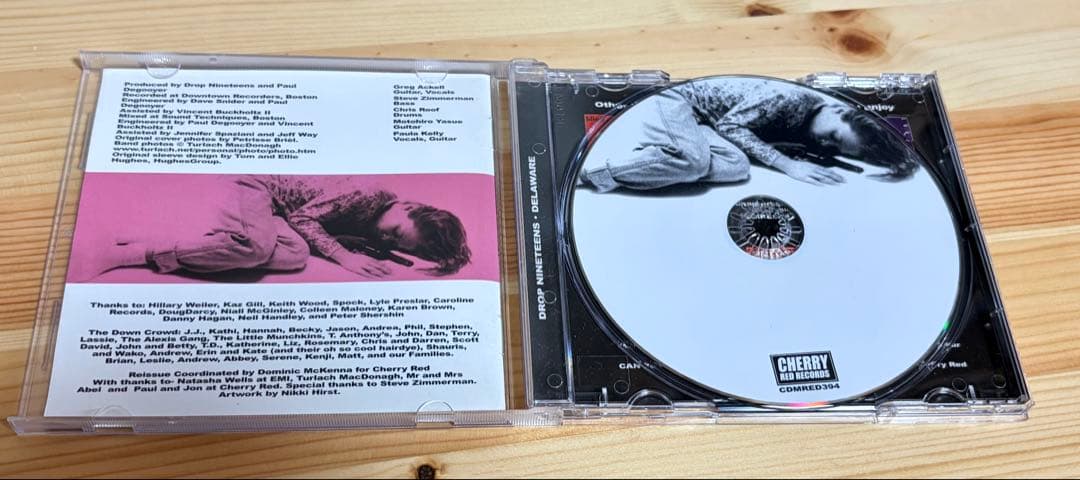 Produced by Drop Nineteens and Paul
Degooyer
Recorded at Downtown Recorders, Boston
Engineered by Dave Snider and Paul
Degooyer
Assisted by Vincent Buckholtz II
Mixed at Sound Techniques, Boston
Engineered by Paul Degooyer and Vincent
Buckholtz II
Assisted by Jennifer Spaziani and Jeff Way
Original cover photos by Petrisse Briél.
Band photos © Turlach MacDonagh
www.turlach.net/personal/photo/photo.htm
Original sleeve design by Tom and Ellie
Hughes, HughesGroup.
Greg Ackell
Guitar, Vocals
Steve Zimmerman
Bass
Chris Roof
Drums
Motohiro Yasue
Guitar
Paula Kelly
Vocals, Guitar
Thanks to: Hillary Weiler, Kaz Gill, Keith Wood, Spock, Lyle Preslar, Caroline
Records, DougDarcy, Niall McGinley, Colleen Maloney, Karen Brown,
Danny Hagan, Neil Handley, and Peter Shershin
The Down Crowd: J.J., Kathi, Hannah, Becky, Jason, Andrea, Phil, Stephen,
Lassie, The Alexis Gang, The Little Munchkins, T. Anthony's, John, Dan, Terry,
David, John and Betty, T.D., Katherine, Liz, Rosemary, Chris and Darren, Scott
and Wako, Andrew, Erin and Kate (and their oh so cool hairdye), Shauris,
Brian, Leslie, Andrew, Abbey, Serene, Kenji, Matt, and our Families.
Reissue Coordinated by Dominic McKenna for Cherry Red
With thanks to- Natasha Wells at EMI, Turlach MacDonagh, Mr and Mrs
Abel and Paul and Jon at Cherry Red. Special thanks to Steve Zimmerman.
Artwork by Nikki Hirst.
DROP NINETEENS · DELAWARE
enjoy
CHERRY
RED RECORDS
CDMRED394
Red